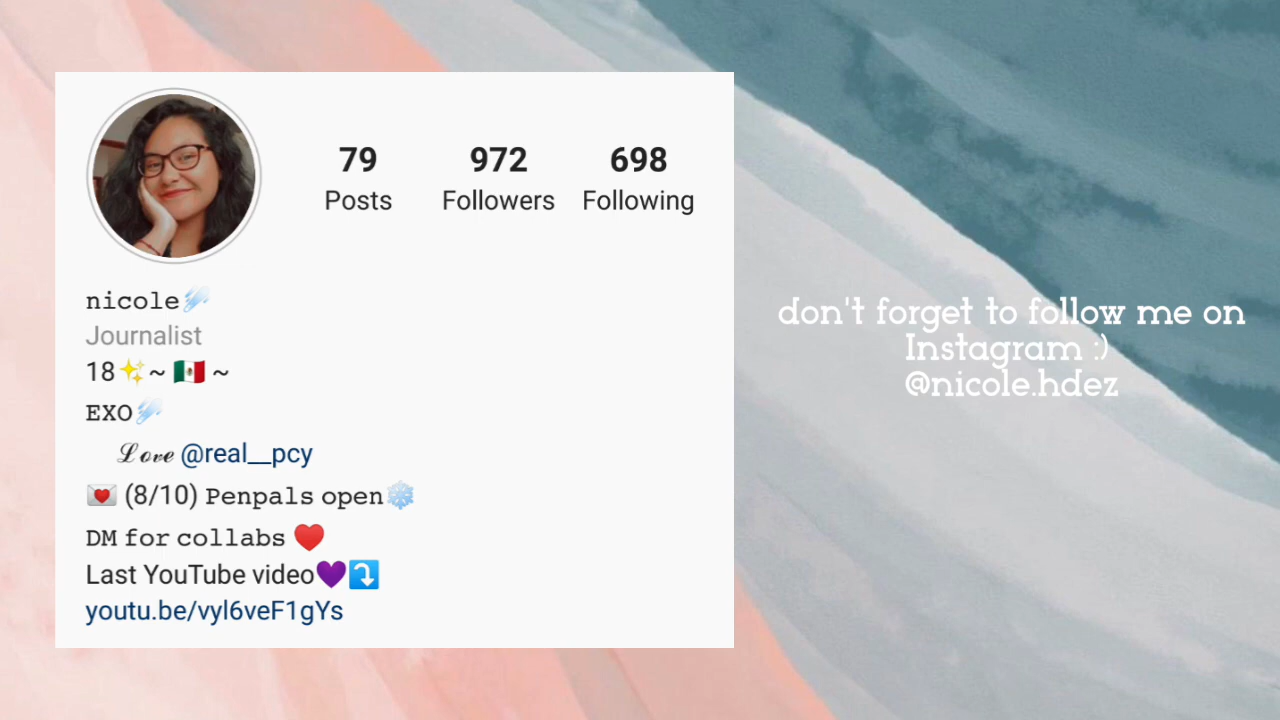 79 972 698
Posts Followers Following
nicole☄️
Journalist
18✨~ 🇲🇽 ~
EXO☄️
𝓛𝓸𝓿𝓮 @real__pcy
💌 (8/10) Penpals open❄️
DM for collabs ♥️
Last YouTube video💜⤵️
youtu.be/vyl6veF1gYs
don't forget to follow me on
Instagram :)
@nicole.hdez